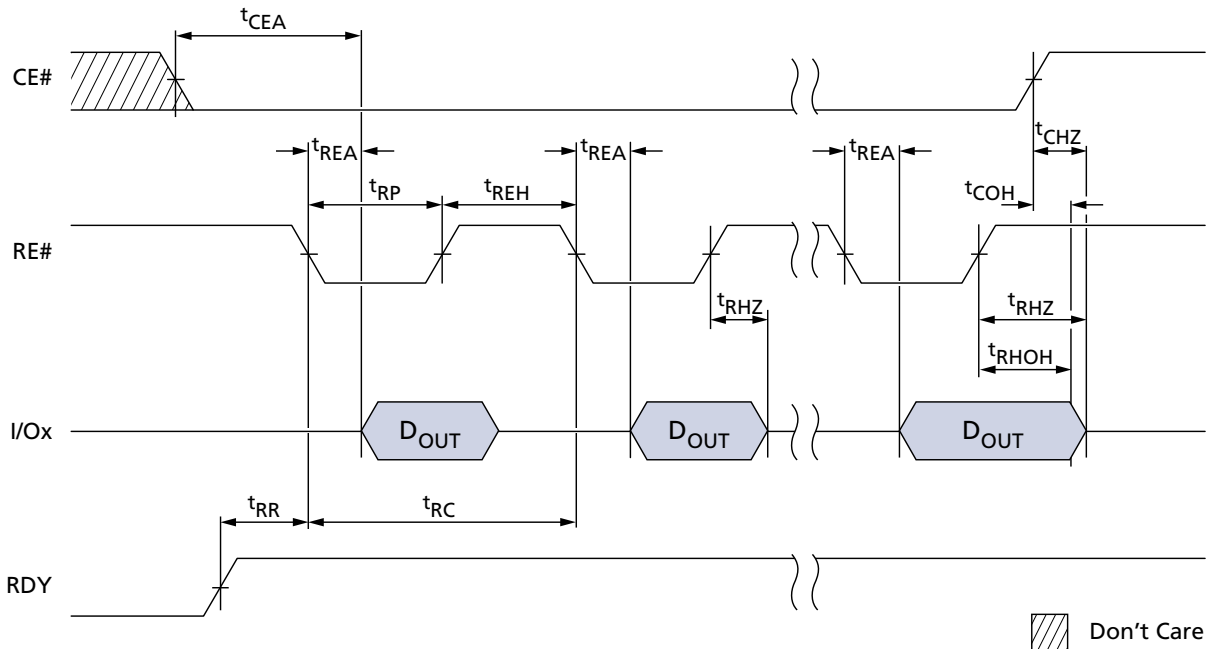 tCEA
CE#
tREA
tREA
tREA
tCHZ
tRP
tREH
tCOH
RE#
tRHZ
tRHZ
tRHOH
I/Ox
DOUT
DOUT
DOUT
tRR
tRC
RDY
Don't Care